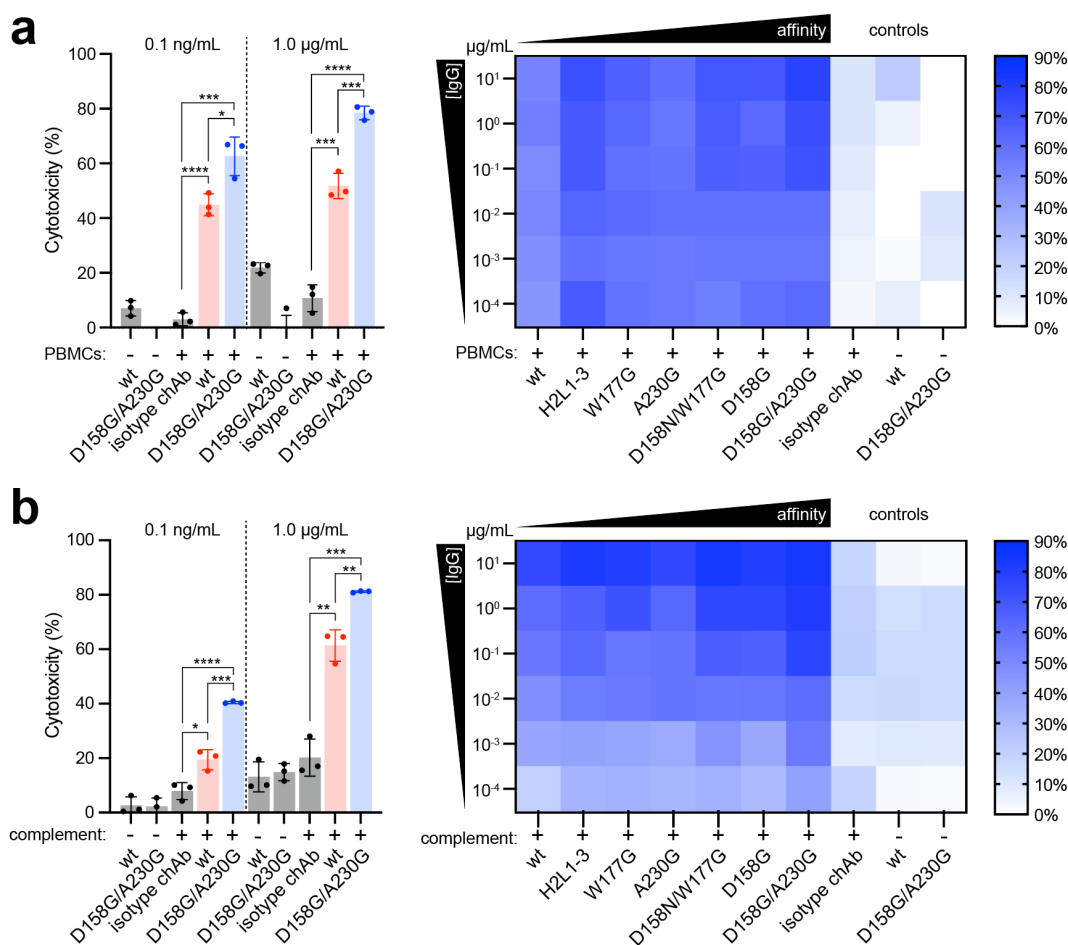 a
0.1 ng/mL
1.0 µg/mL
Cytotoxicity (%)
100
80
60
40
20
0
****
***
*
***
****
***
PBMCs:
- - + + + - - + + +
wt
D158G/A230G
isotype chAb
wt
D158G/A230G
wt
D158G/A230G
isotype chAb
wt
D158G/A230G
affinity
controls
µg/mL
[IgG]
10¹
10⁰
10⁻¹
10⁻²
10⁻³
10⁻⁴
90%
80%
70%
60%
50%
40%
30%
20%
10%
0%
PBMCs:
+ + + + + + + + - -
wt
H2L1-3
W177G
A230G
D158N/W177G
D158G
D158G/A230G
isotype chAb
wt
D158G/A230G
b
0.1 ng/mL
1.0 µg/mL
Cytotoxicity (%)
100
80
60
40
20
0
*
****
***
**
***
**
complement:
- - + + + - - + + +
wt
D158G/A230G
isotype chAb
wt
D158G/A230G
wt
D158G/A230G
isotype chAb
wt
D158G/A230G
affinity
controls
µg/mL
[IgG]
10¹
10⁰
10⁻¹
10⁻²
10⁻³
10⁻⁴
90%
80%
70%
60%
50%
40%
30%
20%
10%
0%
complement:
+ + + + + + + + - -
wt
H2L1-3
W177G
A230G
D158N/W177G
D158G
D158G/A230G
isotype chAb
wt
D158G/A230G